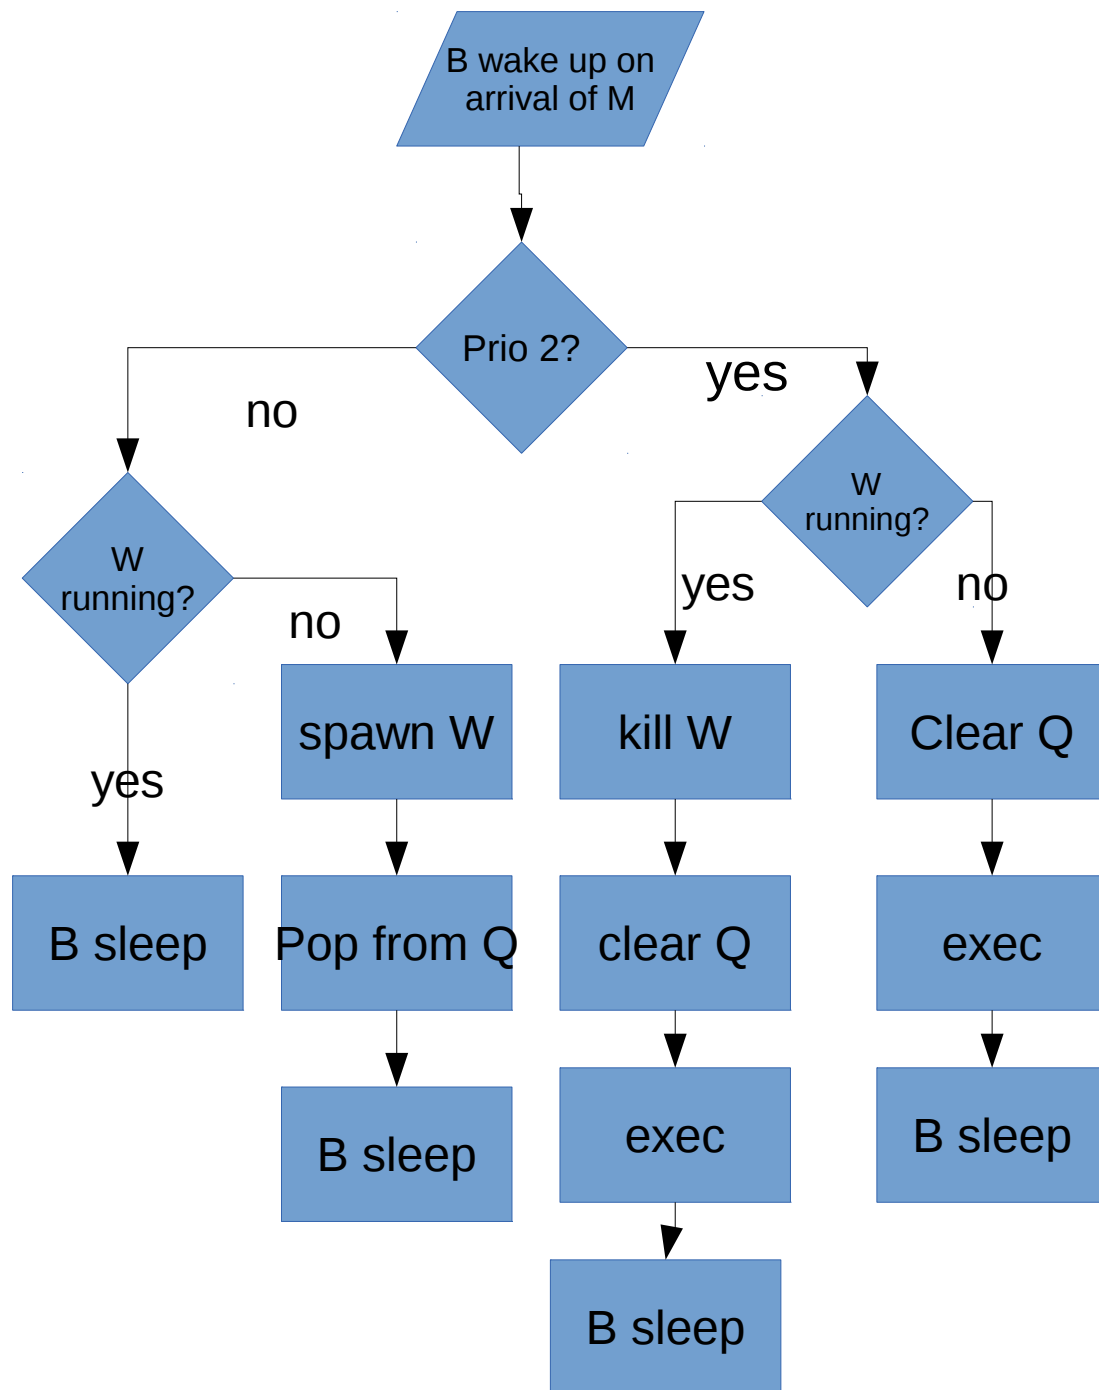 B wake up on
arrival of M
Prio 2?
yes
no
W
running?
W
running?
yes
no
no
spawn W
kill W
Clear Q
yes
B sleep
Pop from Q
clear Q
exec
B sleep
exec
B sleep
B sleep